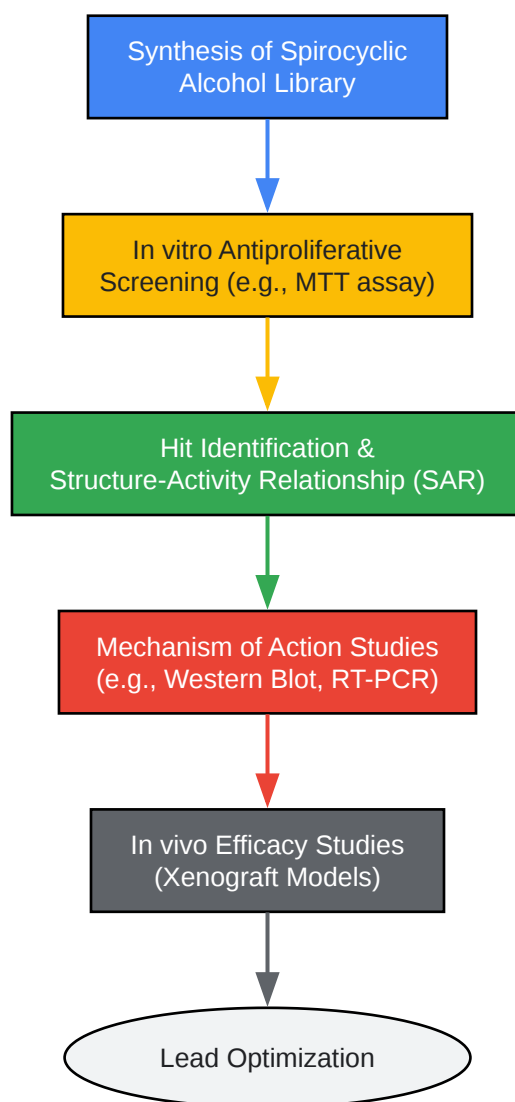 Synthesis of Spirocyclic
Alcohol Library
In vitro Antiproliferative
Screening (e.g., MTT assay)
Hit Identification &
Structure-Activity Relationship (SAR)
Mechanism of Action Studies
(e.g., Western Blot, RT-PCR)
In vivo Efficacy Studies
(Xenograft Models)
Lead Optimization